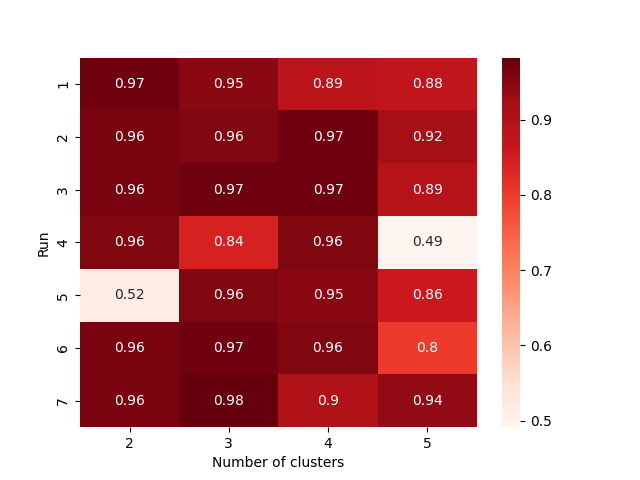 1 0.97 0.95 0.89 0.88
2 0.96 0.96 0.97 0.92
3 0.96 0.97 0.97 0.89
4 0.96 0.84 0.96 0.49
5 0.52 0.96 0.95 0.86
6 0.96 0.97 0.96 0.8
7 0.96 0.98 0.9 0.94
Run
2 3 4 5
Number of clusters
0.9
0.8
0.7
0.6
0.5